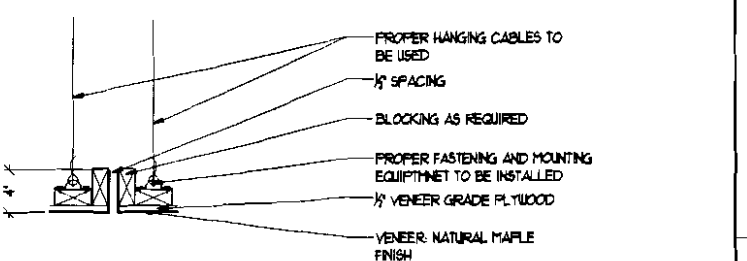 PROPER HANGING CABLES TO
BE USED
½" SPACING
BLOCKING AS REQUIRED
PROPER FASTENING AND MOUNTING
EQUIPTMNET TO BE INSTALLED
½" VENEER GRADE PLYWOOD
VENEER: NATURAL MAPLE
FINISH
4"